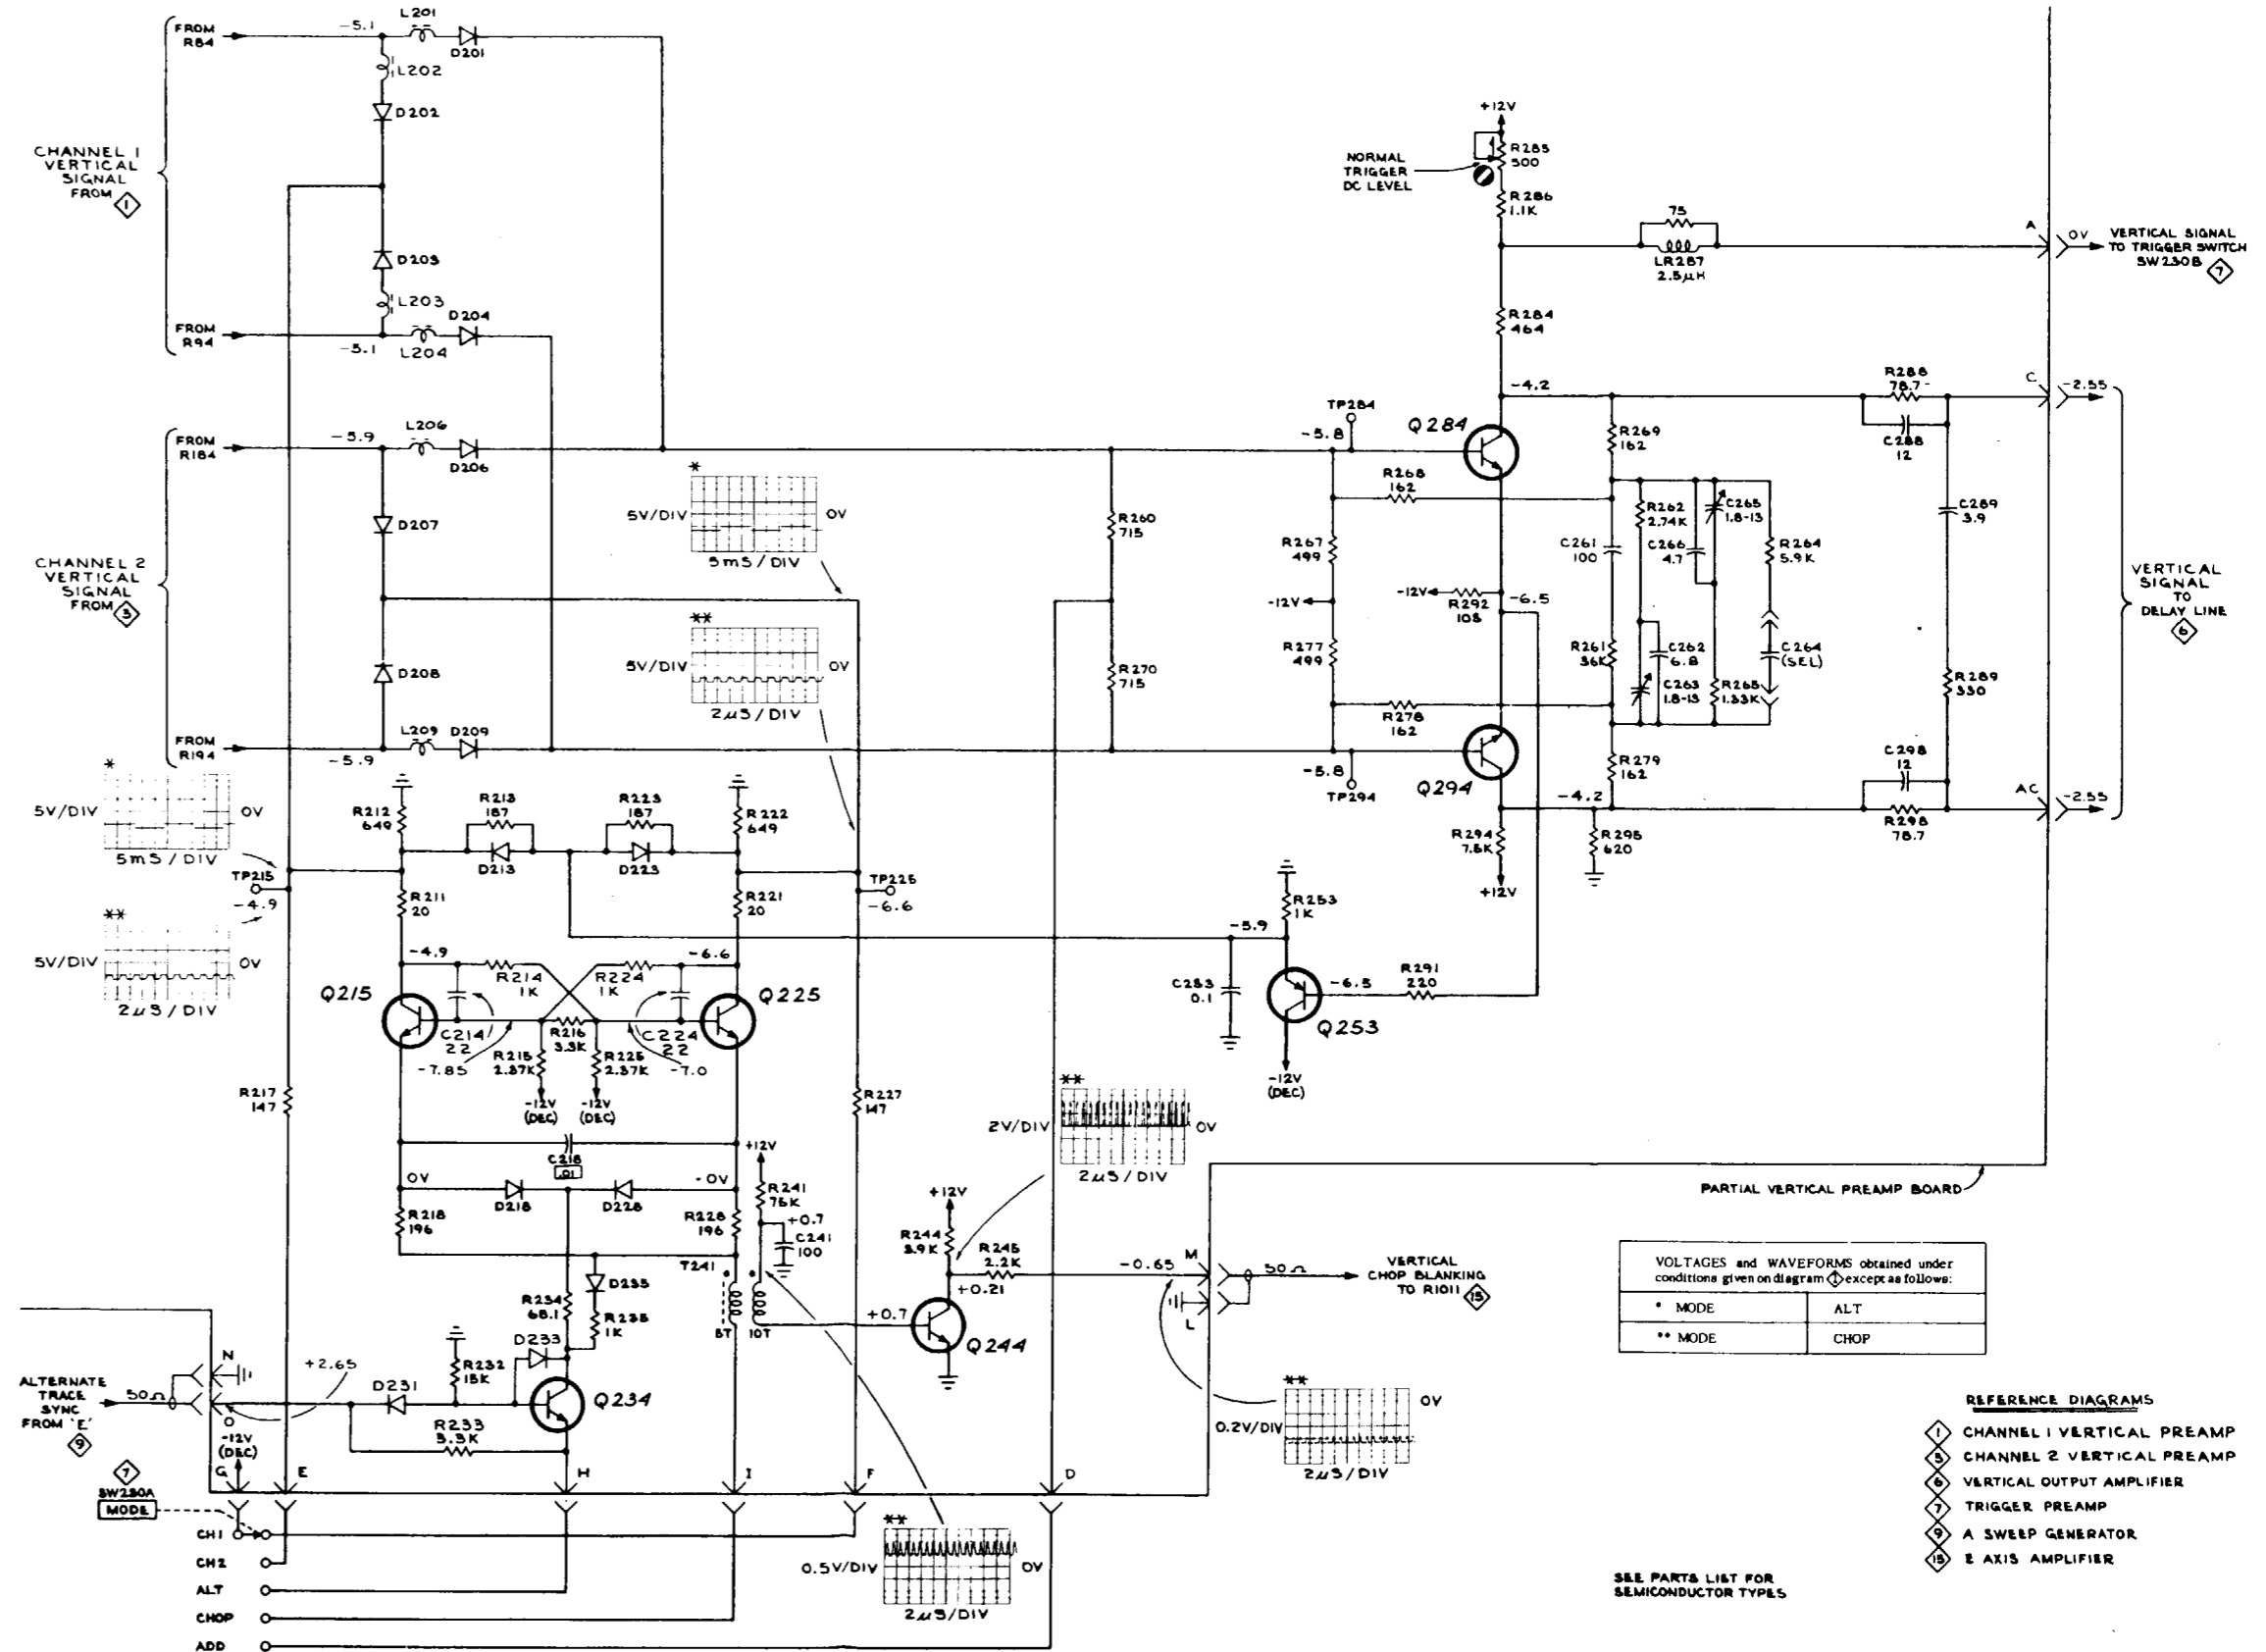 FROM
R84
-5.1
L201
D201
L202
D202
CHANNEL 1
VERTICAL
SIGNAL
FROM 1
D203
L203
D204
FROM
R94
-5.1
L204
FROM
R184
-5.9
L206
D206
CHANNEL 2
VERTICAL
SIGNAL
FROM 3
D207
D208
L209
D209
FROM
R194
-5.9
*
5V/DIV
0V
5mS/DIV
**
5V/DIV
0V
2µS/DIV
*
5V/DIV
0V
5mS/DIV
TP215
-4.9
**
5V/DIV
0V
2µS/DIV
R212
649
R213
187
R223
187
R222
649
D213
D223
R211
20
R221
20
TP225
-6.6
-4.9
-6.6
R214
1K
R224
1K
Q215
Q225
C214
22
R216
3.3K
C224
22
-7.85
R215
2.37K
R225
2.37K
-7.0
-12V
(DEC)
-12V
(DEC)
R217
147
R227
147
C218
.01
0V
-0V
D218
D228
R218
196
R228
196
+12V
R241
75K
+0.7
C241
100
T241
5T
10T
D235
R234
68.1
R235
1K
D233
R232
15K
Q234
+2.65
D231
R233
3.3K
ALTERNATE
TRACE
SYNC
FROM 'E'
9
50Ω
N
O
-12V
(DEC)
G
E
H
I
F
D
7
SW230A
MODE
CH1
CH2
ALT
CHOP
ADD
+12V
R244
3.9K
R245
2.2K
+0.21
+0.7
Q244
-0.65
M
L
50Ω
VERTICAL
CHOP BLANKING
TO R1011
15
**
2V/DIV
0V
2µS/DIV
**
0.2V/DIV
0V
2µS/DIV
**
0.5V/DIV
0V
2µS/DIV
+12V
NORMAL
TRIGGER
DC LEVEL
R285
500
R286
1.1K
75
LR287
2.5µH
A
0V
VERTICAL SIGNAL
TO TRIGGER SWITCH
SW230B
7
R284
464
-4.2
TP284
-5.8
Q284
R269
162
R288
78.7
C288
12
C
-2.55
R268
162
R260
715
R267
499
-12V
R292
-6.5
R277
499
R270
715
R278
162
C261
100
R261
36K
R262
2.74K
C266
4.7
C265
1.8-13
R264
5.9K
C262
6.8
C263
1.8-13
R265
1.33K
C264
(SEL)
C289
3.9
R289
330
VERTICAL
SIGNAL
TO
DELAY LINE
6
-5.8
TP294
Q294
R279
162
-4.2
C298
12
R298
78.7
AC
-2.55
R294
7.5K
+12V
R295
620
R253
1K
-5.9
C253
0.1
-6.5
R291
220
Q253
-12V
(DEC)
PARTIAL VERTICAL PREAMP BOARD
VOLTAGES and WAVEFORMS obtained under
conditions given on diagram 1 except as follows:
* MODE
ALT
** MODE
CHOP
REFERENCE DIAGRAMS
1 CHANNEL 1 VERTICAL PREAMP
3 CHANNEL 2 VERTICAL PREAMP
6 VERTICAL OUTPUT AMPLIFIER
7 TRIGGER PREAMP
9 A SWEEP GENERATOR
15 Z AXIS AMPLIFIER
SEE PARTS LIST FOR
SEMICONDUCTOR TYPES